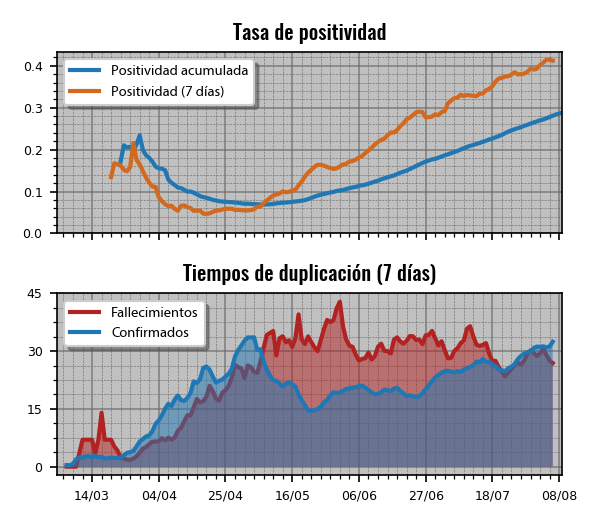 Tasa de positividad
Positividad acumulada
Positividad (7 días)
0.4
0.3
0.2
0.1
0.0
Tiempos de duplicación (7 días)
Fallecimientos
Confirmados
45
30
15
0
14/03 04/04 25/04 16/05 06/06 27/06 18/07 08/08